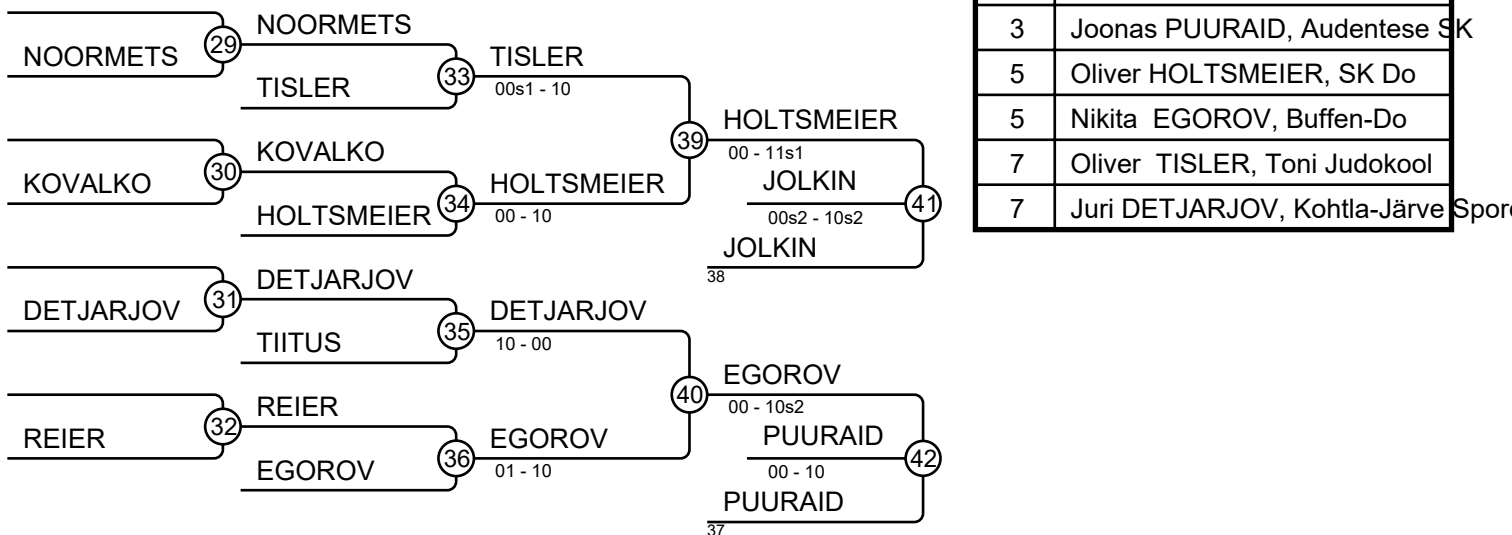 NOORMETS
29
NOORMETS
TISLER
33
TISLER
00s1 - 10
KOVALKO
30
KOVALKO
HOLTSMEIER
34
HOLTSMEIER
00 - 10
39
HOLTSMEIER
00 - 11s1
JOLKIN
00s2 - 10s2
41
JOLKIN
38
DETJARJOV
31
DETJARJOV
TIITUS
35
DETJARJOV
10 - 00
REIER
32
REIER
EGOROV
36
EGOROV
01 - 10
40
EGOROV
00 - 10s2
PUURAID
00 - 10
42
PUURAID
37
3 Joonas PUURAID, Audentese SK
5 Oliver HOLTSMEIER, SK Do
5 Nikita EGOROV, Buffen-Do
7 Oliver TISLER, Toni Judokool
7 Juri DETJARJOV, Kohtla-Järve Spor